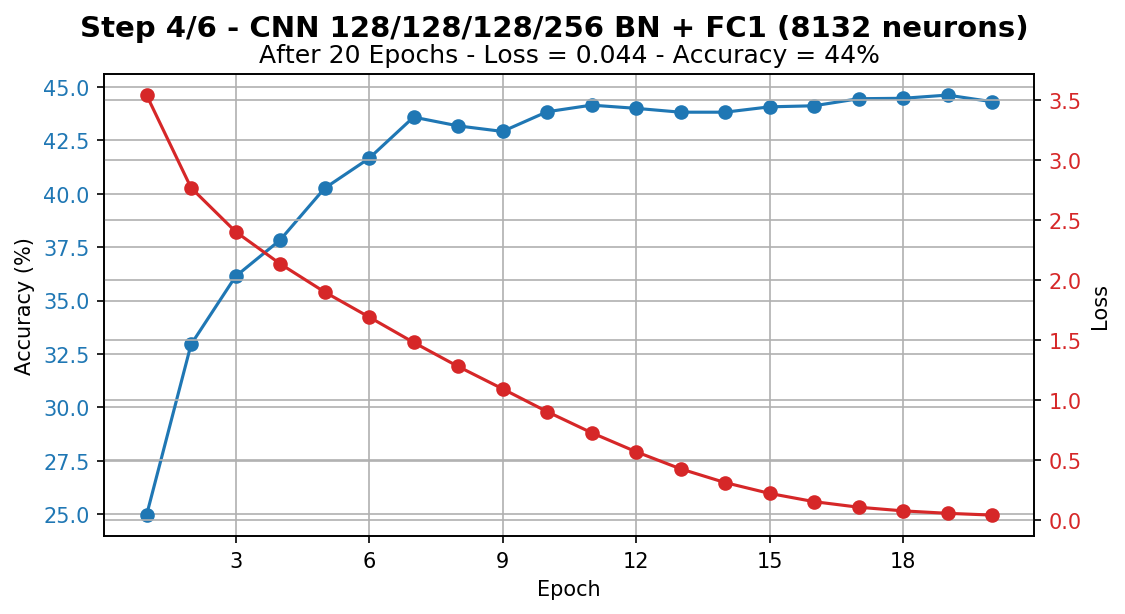 Step 4/6 - CNN 128/128/128/256 BN + FC1 (8132 neurons)
After 20 Epochs - Loss = 0.044 - Accuracy = 44%
Accuracy (%)
45.0
42.5
40.0
37.5
35.0
32.5
30.0
27.5
25.0
3.5
3.0
2.5
2.0
1.5
1.0
0.5
0.0
Loss
3 6 9 12 15 18
Epoch